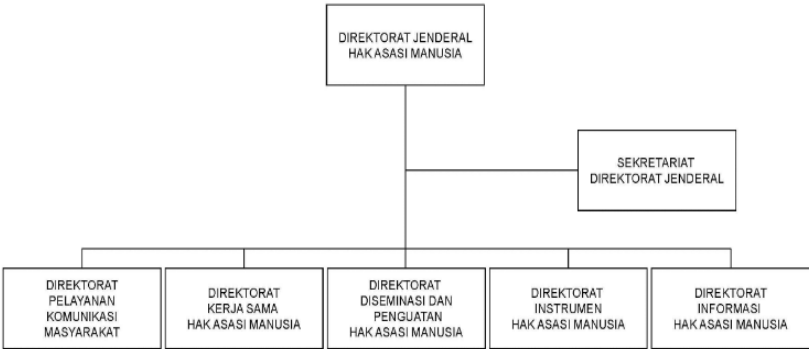 DIREKTORAT JENDERAL
HAK ASASI MANUSIA
SEKRETARIAT
DIREKTORAT JENDERAL
DIREKTORAT
PELAYANAN
KOMUNIKASI
MASYARAKAT
DIREKTORAT
KERJA SAMA
HAK ASASI MANUSIA
DIREKTORAT
DISEMINASI DAN
PENGUATAN
HAK ASASI MANUSIA
DIREKTORAT
INSTRUMEN
HAK ASASI MANUSIA
DIREKTORAT
INFORMASI
HAK ASASI MANUSIA